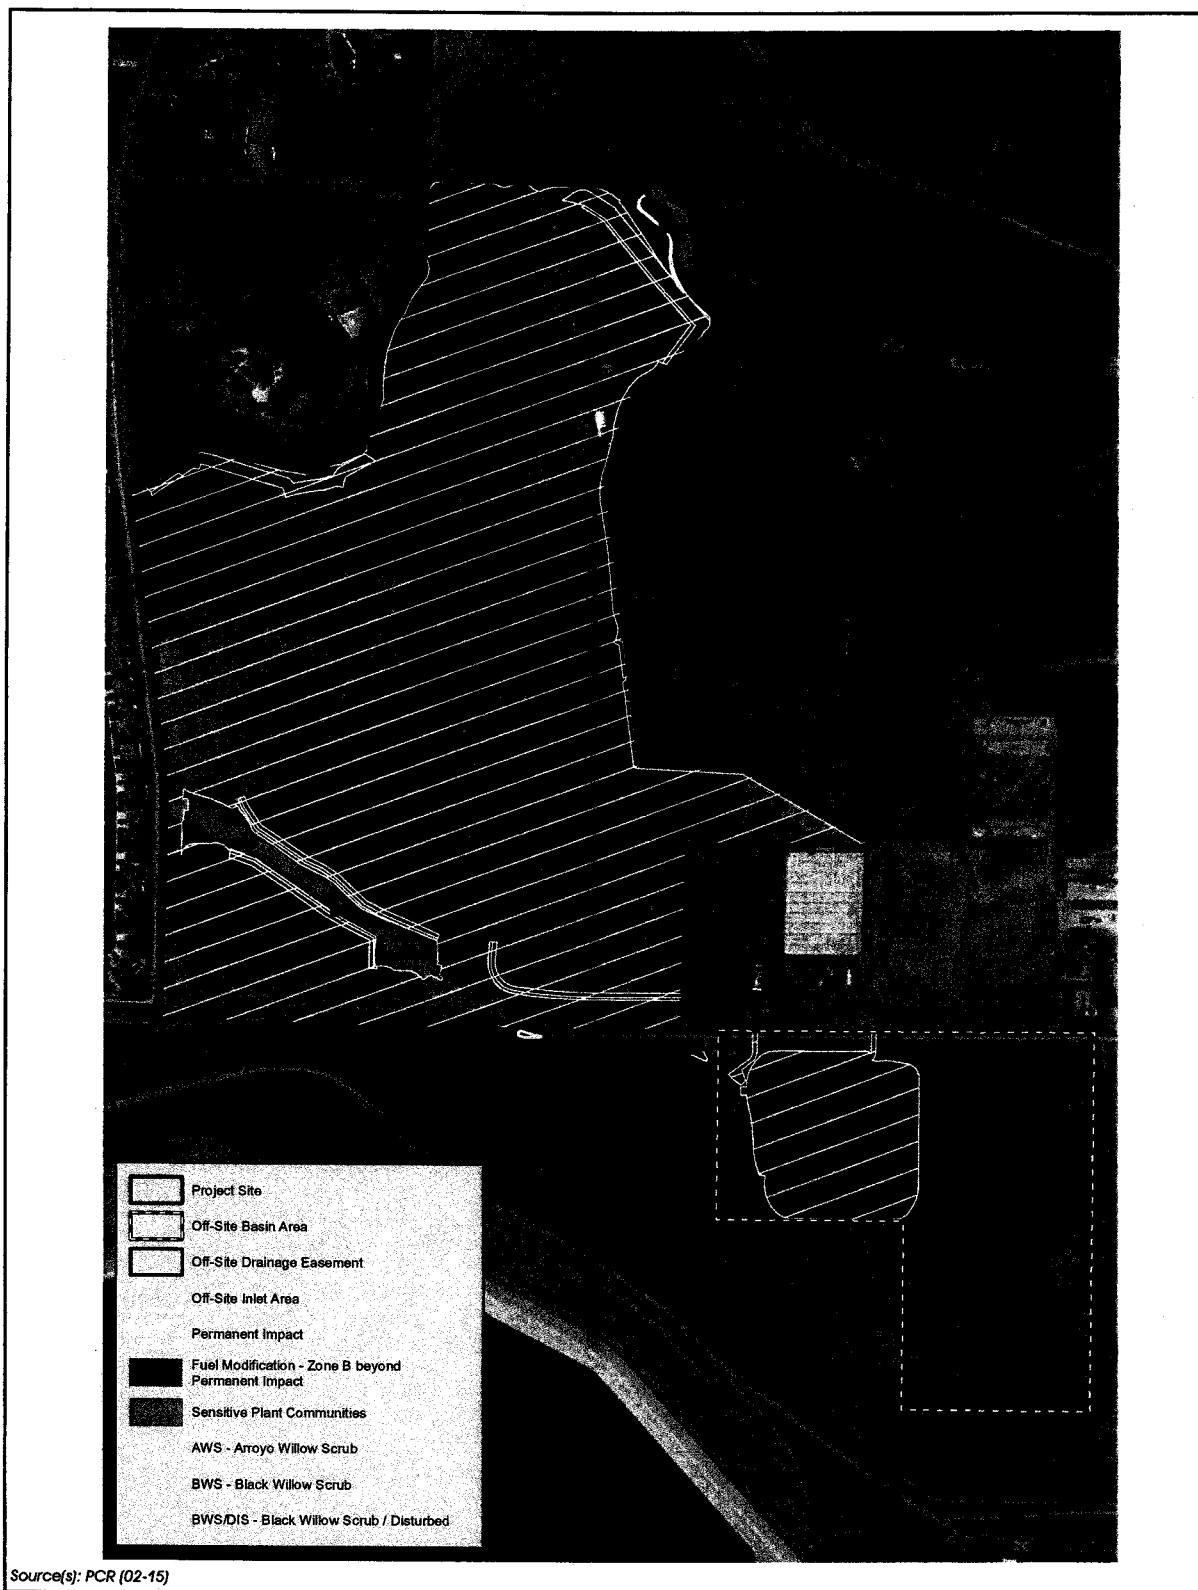 Project Site
Off-Site Basin Area
Off-Site Drainage Easement
Off-Site Inlet Area
Permanent Impact
Fuel Modification - Zone B beyond
Permanent Impact
Sensitive Plant Communities
AWS - Arroyo Willow Scrub
BWS - Black Willow Scrub
BWS/DIS - Black Willow Scrub / Disturbed
Source(s): PCR (02-15)